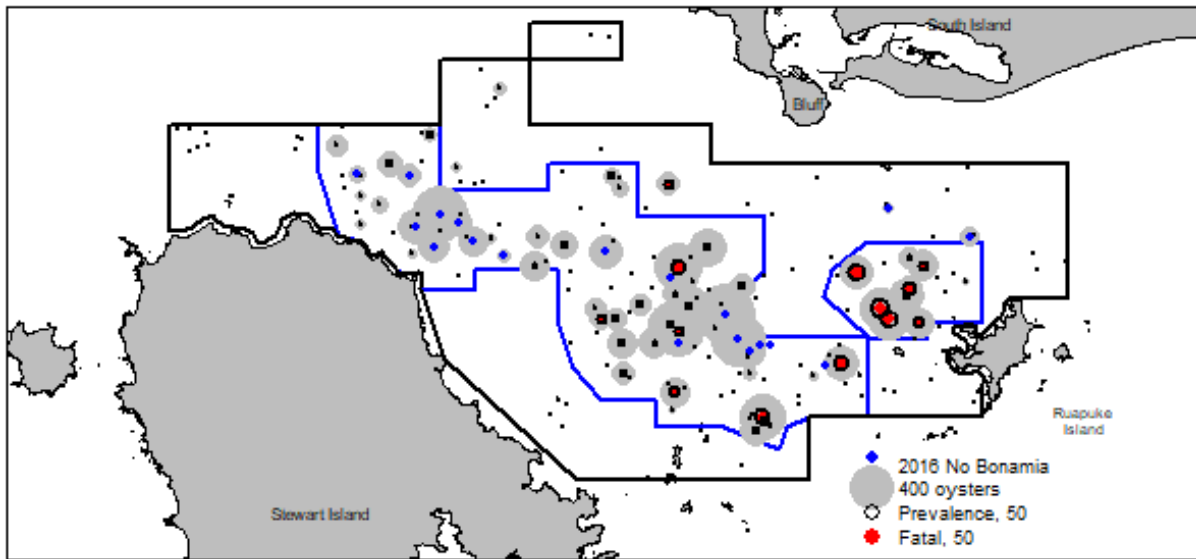 South Island
Bluff
Ruapuke
Island
2016 No Bonamia
400 oysters
Prevalence, 50
Fatal, 50
Stewart Island